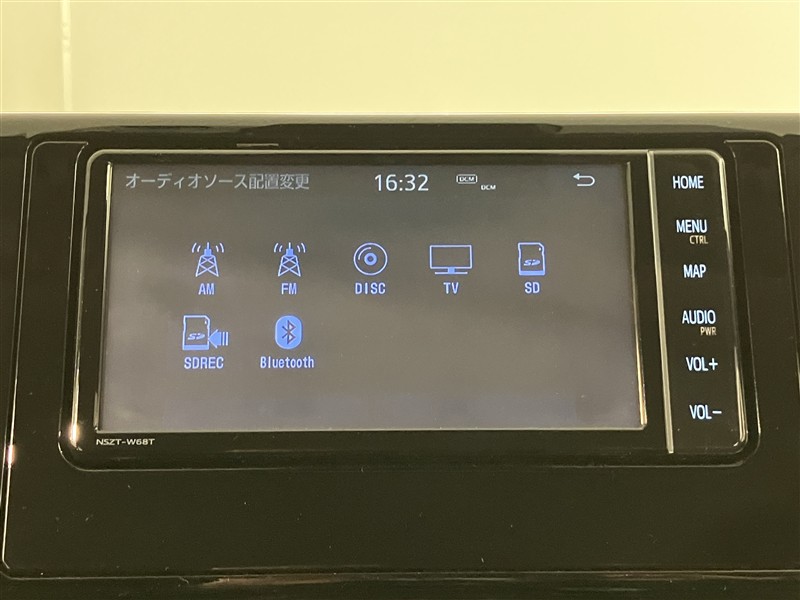 オーディオソース配置変更 16:32 DCM DCM
HOME
MENU
CTRL
MAP
AUDIO
PWR
VOL+
VOL-
AM FM DISC TV SD
SD
SD
SDREC Bluetooth
NSZT-W68T